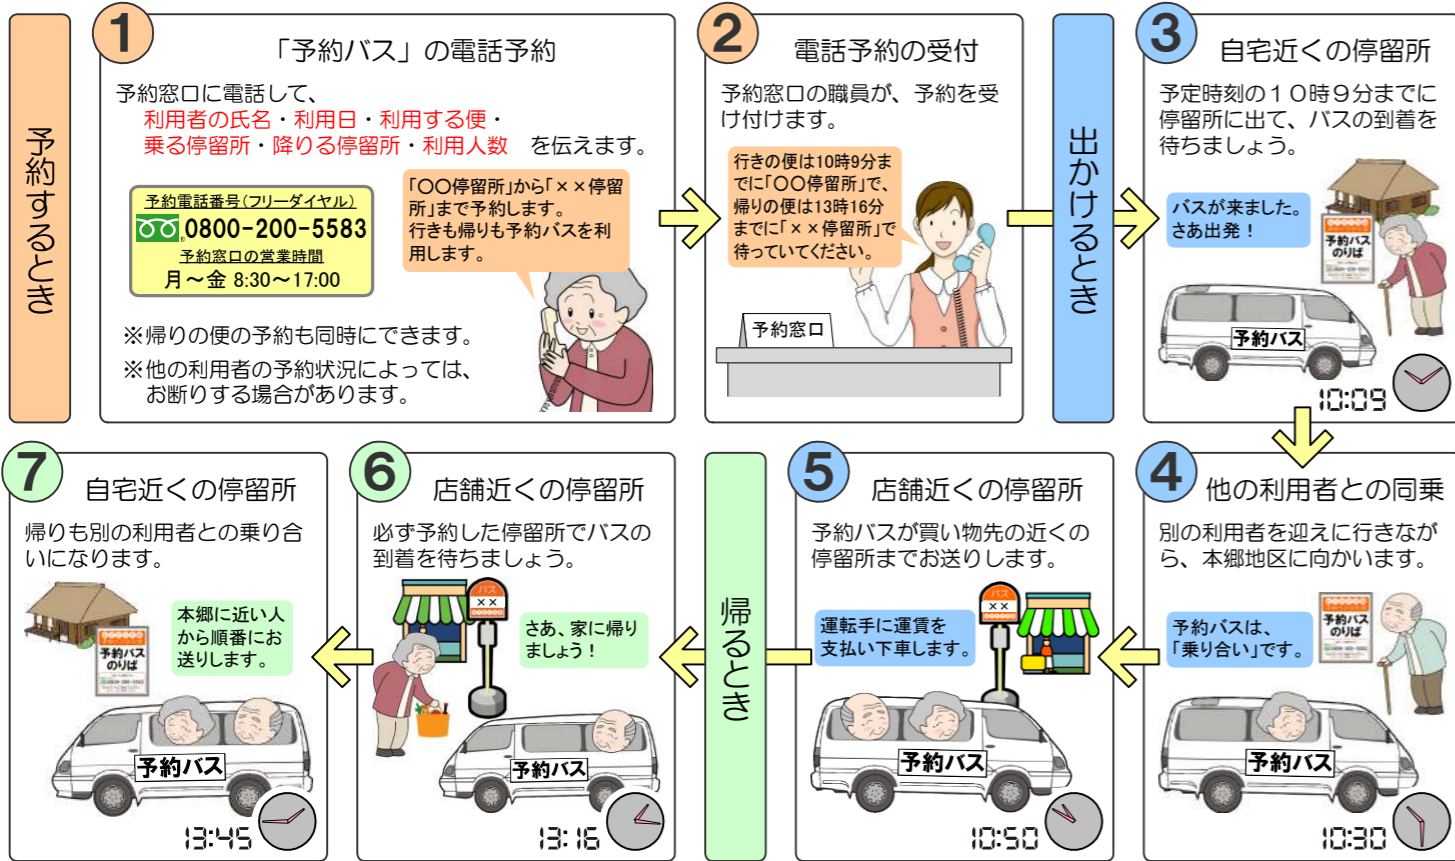 予約するとき
1
「予約バス」の電話予約
予約窓口に電話して、
利用者の氏名・利用日・利用する便・
乗る停留所・降りる停留所・利用人数 を伝えます。
予約電話番号(フリーダイヤル)
0800-200-5583
予約窓口の営業時間
月~金 8:30~17:00
「〇〇停留所」から「××停留
所」まで予約します。
行きも帰りも予約バスを利
用します。
※帰りの便の予約も同時にできます。
※他の利用者の予約状況によっては、
お断りする場合があります。
2
電話予約の受付
予約窓口の職員が、予約を受
け付けます。
行きの便は10時9分ま
でに「〇〇停留所」で、
帰りの便は13時16分
までに「××停留所」で
待っていてください。
予約窓口
出かけるとき
3
自宅近くの停留所
予定時刻の10時9分までに
停留所に出て、バスの到着を
待ちましょう。
バスが来ました。
さあ出発!
予約バス
のりば
予約バス
10:09
4
他の利用者との同乗
別の利用者を迎えに行きなが
ら、本郷地区に向かいます。
予約バスは、
「乗り合い」です。
予約バス
のりば
予約バス
10:30
5
店舗近くの停留所
予約バスが買い物先の近くの
停留所までお送りします。
運転手に運賃を
支払い下車します。
バス
××
予約バス
10:50
帰るとき
6
店舗近くの停留所
必ず予約した停留所でバスの
到着を待ちましょう。
バス
××
さあ、家に帰り
ましょう!
予約バス
13:16
7
自宅近くの停留所
帰りも別の利用者との乗り合
いになります。
本郷に近い人
から順番にお
送りします。
予約バス
のりば
予約バス
13:45